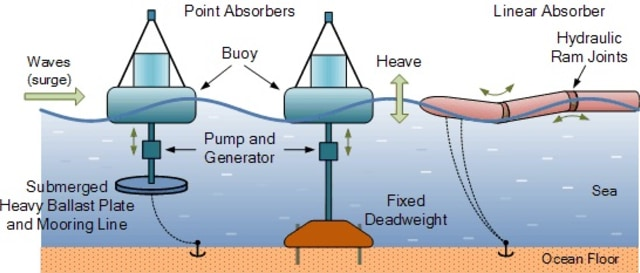 Point Absorbers
Linear Absorber
Waves
(surge)
Buoy
Heave
Hydraulic
Ram Joints
Pump and
Generator
Submerged
Heavy Ballast Plate
and Mooring Line
Fixed
Deadweight
Sea
Ocean Floor